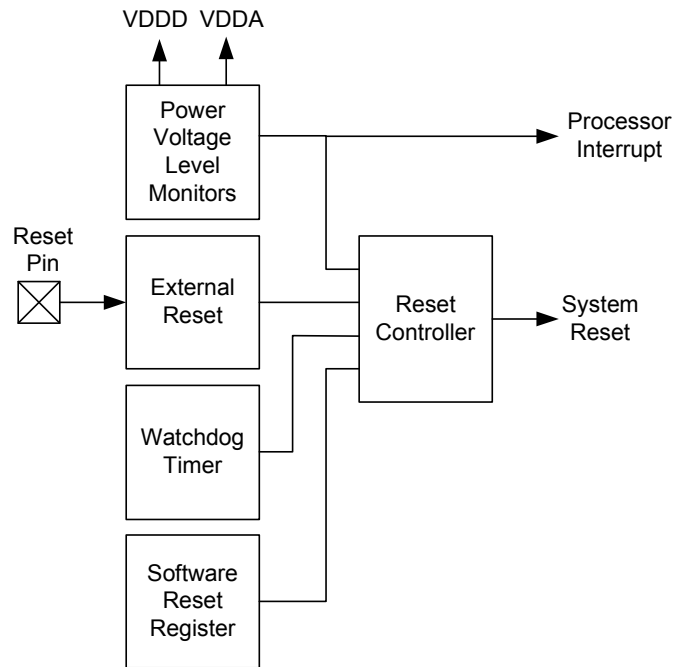 VDDD VDDA
Power
Voltage
Level
Monitors
Processor
Interrupt
Reset
Pin
External
Reset
Reset
Controller
System
Reset
Watchdog
Timer
Software
Reset
Register